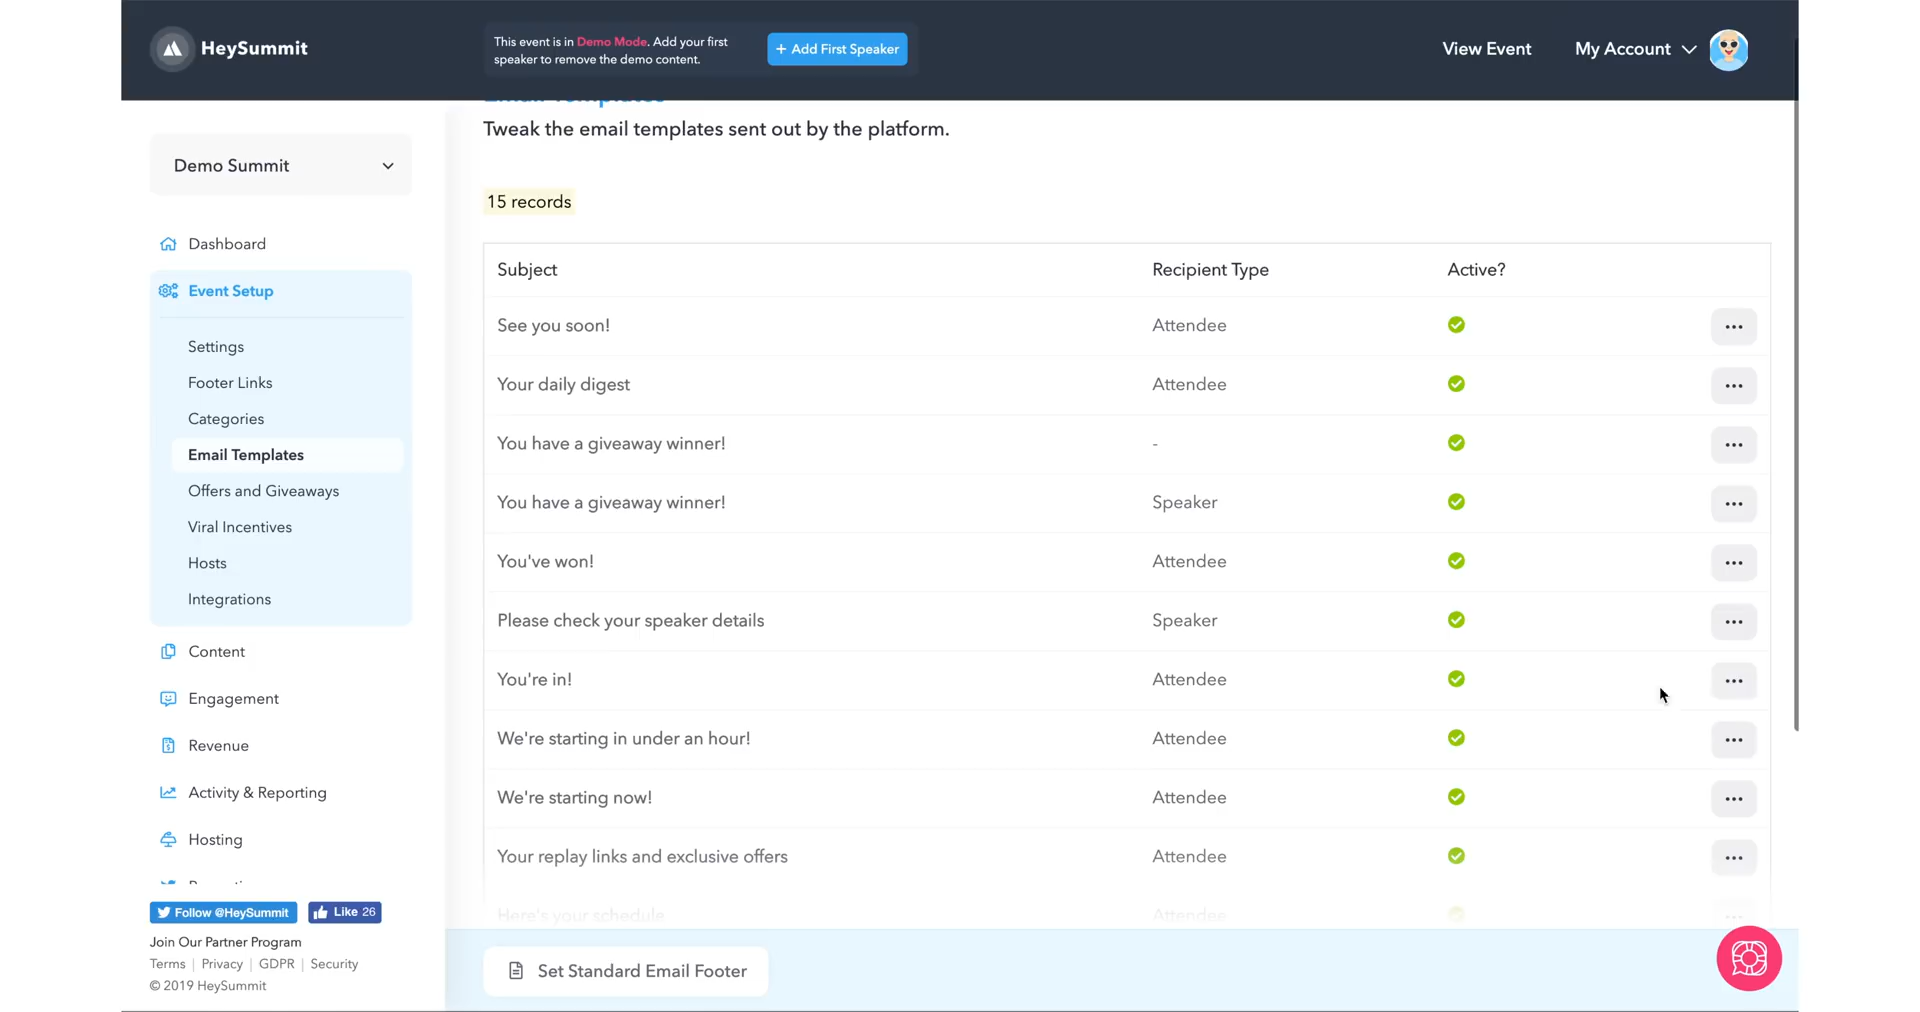 HeySummit
This event is in Demo Mode. Add your first
speaker to remove the demo content.
+ Add First Speaker
View Event
My Account
Email Templates
Tweak the email templates sent out by the platform.
Demo Summit
15 records
Dashboard
Event Setup
Settings
Footer Links
Categories
Email Templates
Offers and Giveaways
Viral Incentives
Hosts
Integrations
Content
Engagement
Revenue
Activity & Reporting
Hosting
Subject Recipient Type Active?
See you soon! Attendee
Your daily digest Attendee
You have a giveaway winner! -
You have a giveaway winner! Speaker
You've won! Attendee
Please check your speaker details Speaker
You're in! Attendee
We're starting in under an hour! Attendee
We're starting now! Attendee
Your replay links and exclusive offers Attendee
Here's your schedule Attendee
Follow @HeySummit
Like 26
Join Our Partner Program
Terms | Privacy | GDPR | Security
© 2019 HeySummit
Set Standard Email Footer